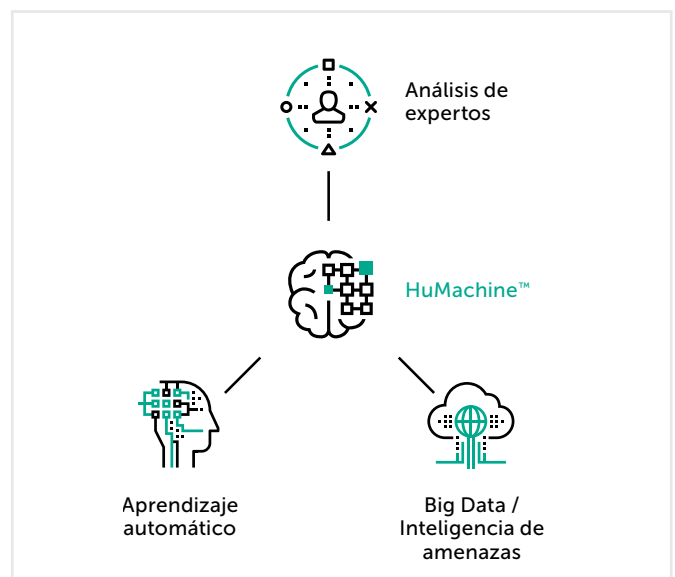 Análisis de
expertos
HuMachine™
Aprendizaje
automático
Big Data /
Inteligencia de
amenazas